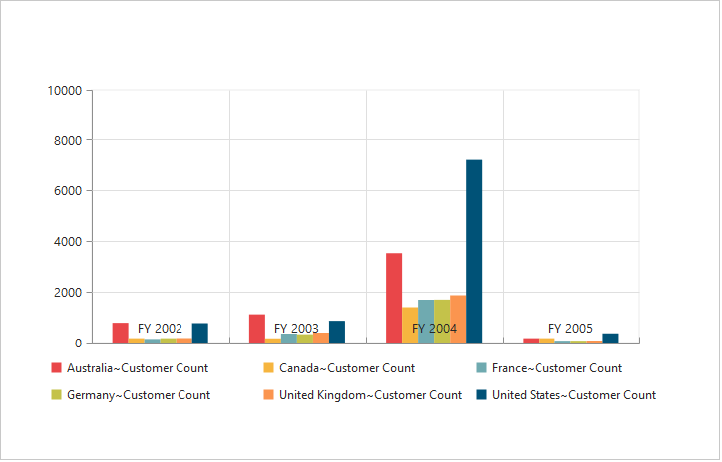 10000
8000
6000
4000
2000
0
FY 2002 FY 2003 FY 2004 FY 2005
Australia~Customer Count Canada~Customer Count France~Customer Count
Germany~Customer Count United Kingdom~Customer Count United States~Customer Count